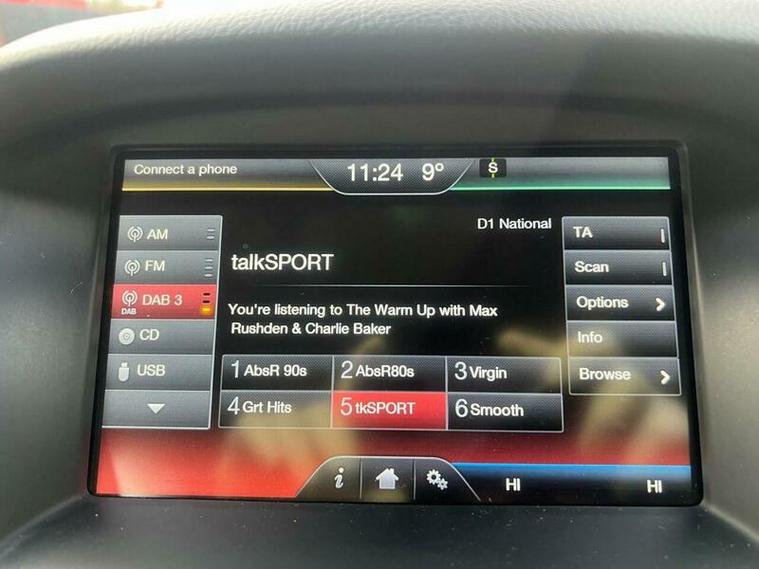 Connect a phone
11:24 9° S
D1 National
AM
FM
DAB 3
DAB
CD
USB
talkSPORT
You're listening to The Warm Up with Max
Rushden & Charlie Baker
1 AbsR 90s
2 AbsR80s
3 Virgin
4 Grt Hits
5 tkSPORT
6 Smooth
TA
Scan
Options
Info
Browse
i
HI
HI